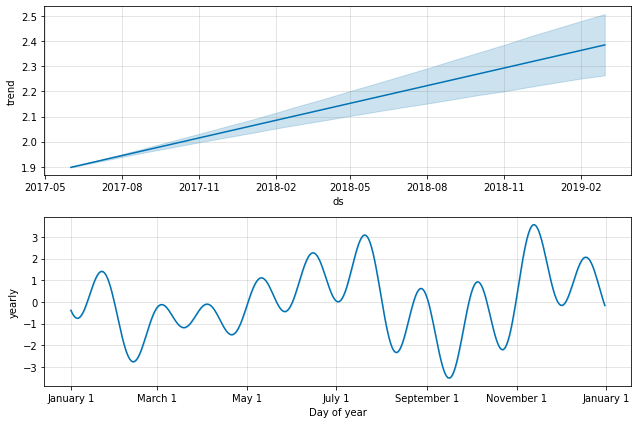 2.5
2.4
2.3
2.2
2.1
2.0
1.9
trend
2017-05 2017-08 2017-11 2018-02 2018-05 2018-08 2018-11 2019-02
ds
3
2
1
0
−1
−2
−3
yearly
January 1 March 1 May 1 July 1 September 1 November 1 January 1
Day of year